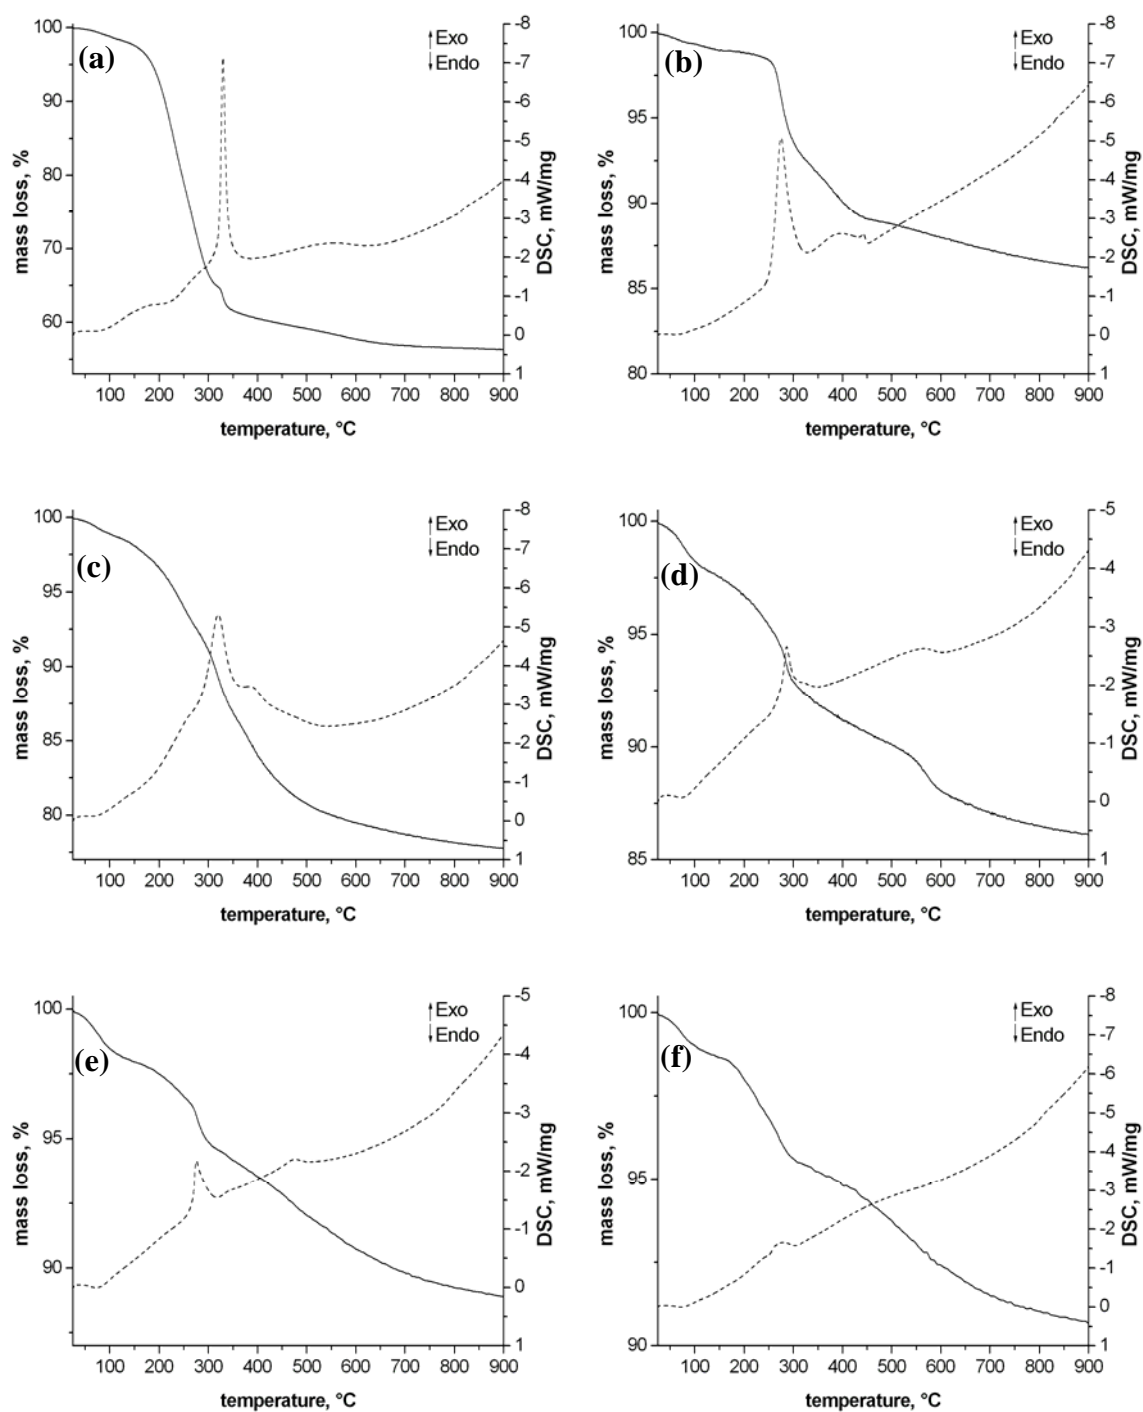 100
90
80
70
60
mass loss, %
(a)
↑Exo
↓Endo
-8
-7
-6
-5
-4
-3
-2
-1
0
1
DSC, mW/mg
100 200 300 400 500 600 700 800 900
temperature, °C
100
95
90
85
80
mass loss, %
(b)
↑Exo
↓Endo
-8
-7
-6
-5
-4
-3
-2
-1
0
1
DSC, mW/mg
100 200 300 400 500 600 700 800 900
temperature, °C
100
95
90
85
80
mass loss, %
(c)
↑Exo
↓Endo
-8
-7
-6
-5
-4
-3
-2
-1
0
1
DSC, mW/mg
100 200 300 400 500 600 700 800 900
temperature, °C
100
95
90
85
mass loss, %
(d)
↑Exo
↓Endo
-5
-4
-3
-2
-1
0
1
DSC, mW/mg
100 200 300 400 500 600 700 800 900
temperature, °C
100
95
90
mass loss, %
(e)
↑Exo
↓Endo
-5
-4
-3
-2
-1
0
1
DSC, mW/mg
100 200 300 400 500 600 700 800 900
temperature, °C
100
95
90
mass loss, %
(f)
↑Exo
↓Endo
-8
-7
-6
-5
-4
-3
-2
-1
0
1
DSC, mW/mg
100 200 300 400 500 600 700 800 900
temperature, °C